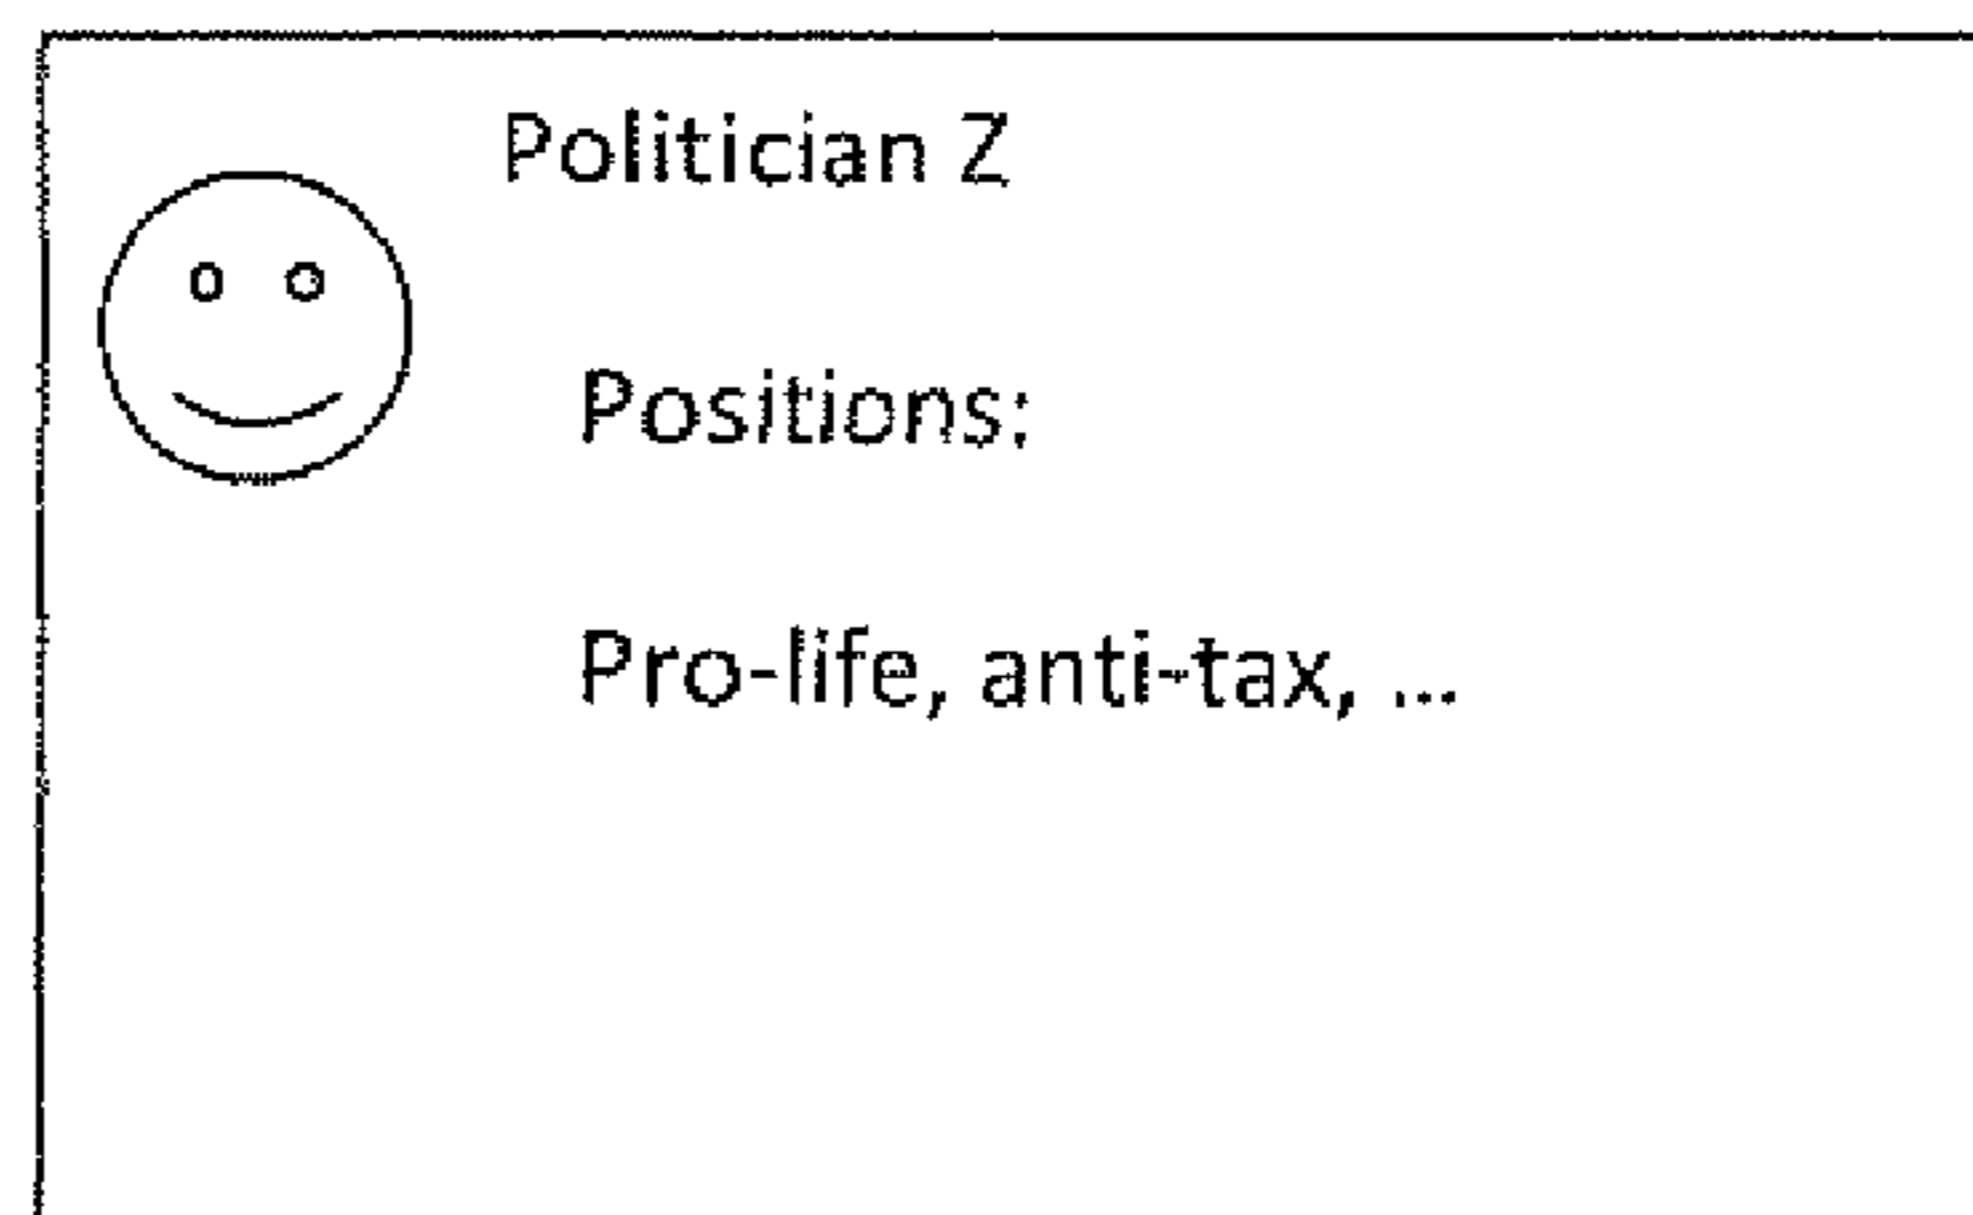 Politician Z
Positions:
Pro-life, anti-tax, ...